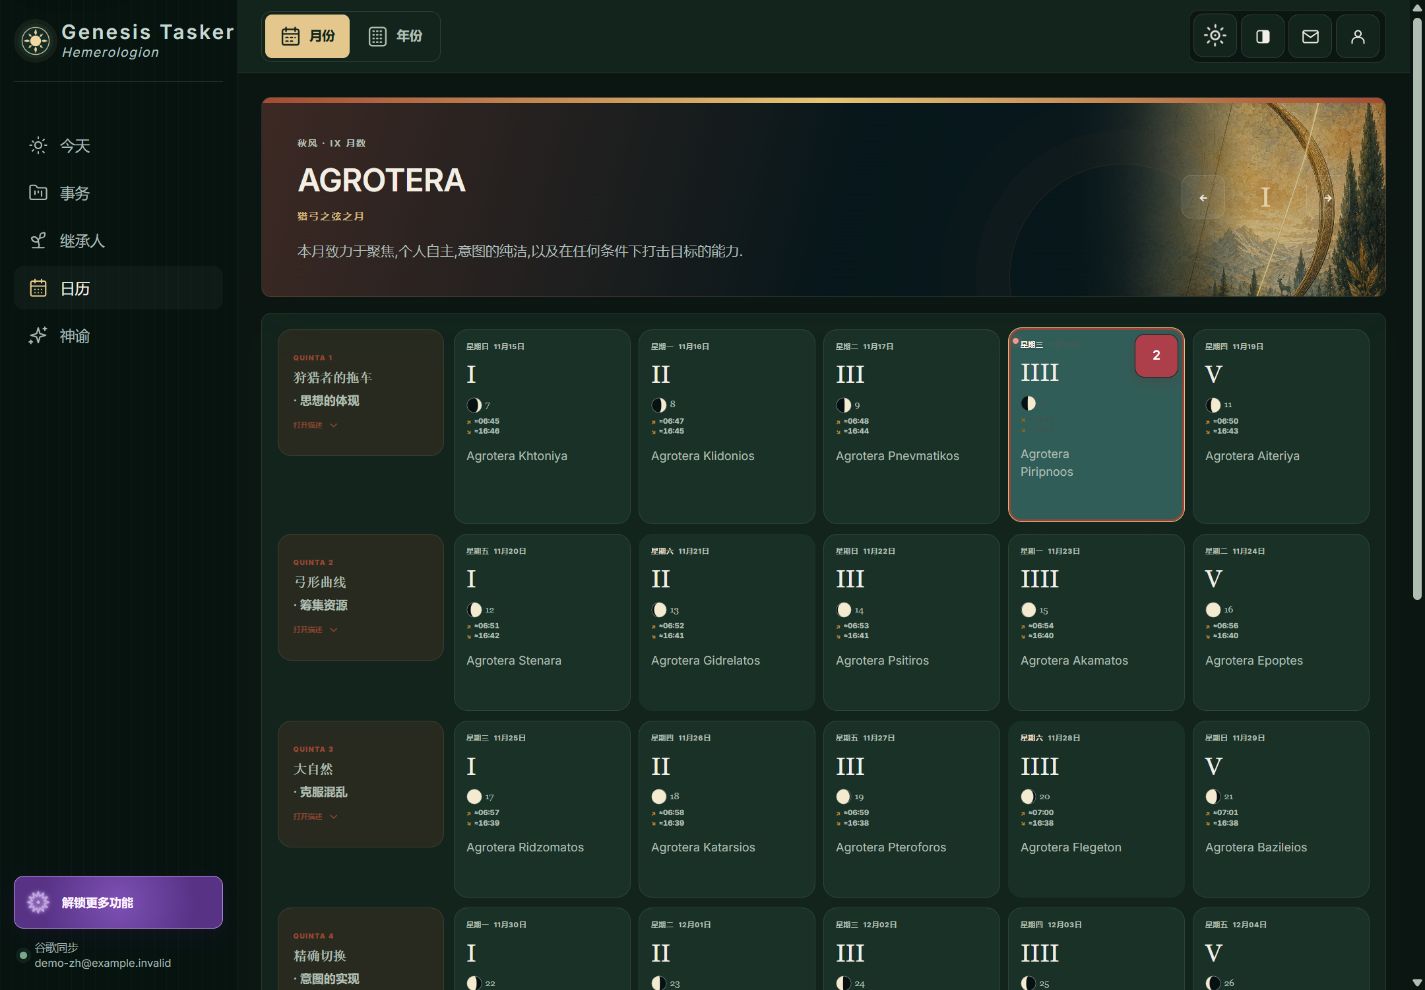 Genesis Tasker
Hemerologion
今天
事务
继承人
日历
神谕
解锁更多功能
谷歌同步
demo-zh@example.invalid
月份
年份
秋风 · IX 月数
AGROTERA
猎弓之弦之月
本月致力于聚焦,个人自主,意图的纯洁,以及在任何条件下打击目标的能力.
←
I
→
QUINTA 1
狩猎者的拖车
· 思想的体现
打开描述
星期日 11月15日
I
7
≈06:45
≈16:46
Agrotera Khtoniya
星期一 11月16日
II
8
≈06:47
≈16:45
Agrotera Klidonios
星期二 11月17日
III
9
≈06:48
≈16:44
Agrotera Pnevmatikos
星期三
2
IIII
Agrotera
Piripnoos
星期四 11月19日
V
11
≈06:50
≈16:43
Agrotera Aiteriya
QUINTA 2
弓形曲线
· 筹集资源
打开描述
星期五 11月20日
I
12
≈06:51
≈16:42
Agrotera Stenara
星期六 11月21日
II
13
≈06:52
≈16:41
Agrotera Gidrelatos
星期日 11月22日
III
14
≈06:53
≈16:41
Agrotera Psitiros
星期一 11月23日
IIII
15
≈06:54
≈16:40
Agrotera Akamatos
星期二 11月24日
V
16
≈06:56
≈16:40
Agrotera Epoptes
QUINTA 3
大自然
· 克服混乱
打开描述
星期三 11月25日
I
17
≈06:57
≈16:39
Agrotera Ridzomatos
星期四 11月26日
II
18
≈06:58
≈16:39
Agrotera Katarsios
星期五 11月27日
III
19
≈06:59
≈16:38
Agrotera Pteroforos
星期六 11月28日
IIII
20
≈07:00
≈16:38
Agrotera Flegeton
星期日 11月29日
V
21
≈07:01
≈16:38
Agrotera Bazileios
QUINTA 4
精确切换
· 意图的实现
星期一 11月30日
I
22
星期二 12月01日
II
23
星期三 12月02日
III
24
星期四 12月03日
IIII
25
星期五 12月04日
V
26